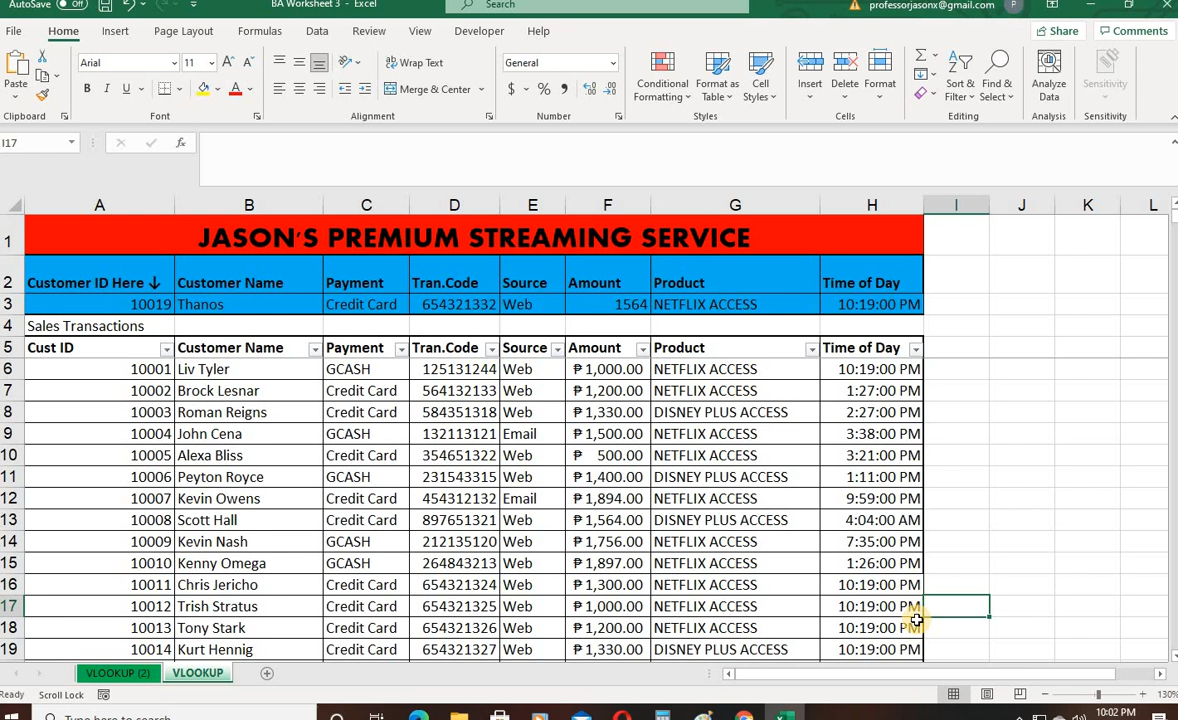 AutoSave Off BA Worksheet 3 - Excel Search professorjasonx@gmail.com P
File Home Insert Page Layout Formulas Data Review View Developer Help Share Comments
Paste Arial 11 Wrap Text General Conditional Formatting Format as Table Cell Styles Insert Delete Format Sort & Filter Find & Select Analyze Data Sensitivity
B I U Merge & Center $ %
Clipboard Font Alignment Number Styles Cells Editing Analysis Sensitivity
I17 fx
A B C D E F G H I J K L
1 JASON'S PREMIUM STREAMING SERVICE
2 Customer ID Here ↓ Customer Name Payment Tran.Code Source Amount Product Time of Day
3 10019 Thanos Credit Card 654321332 Web 1564 NETFLIX ACCESS 10:19:00 PM
4 Sales Transactions
5 Cust ID Customer Name Payment Tran.Code Source Amount Product Time of Day
6 10001 Liv Tyler GCASH 125131244 Web ₱ 1,000.00 NETFLIX ACCESS 10:19:00 PM
7 10002 Brock Lesnar Credit Card 564132133 Web ₱ 1,200.00 NETFLIX ACCESS 1:27:00 PM
8 10003 Roman Reigns Credit Card 584351318 Web ₱ 1,330.00 DISNEY PLUS ACCESS 2:27:00 PM
9 10004 John Cena GCASH 132113121 Email ₱ 1,500.00 NETFLIX ACCESS 3:38:00 PM
10 10005 Alexa Bliss Credit Card 354651322 Web ₱ 500.00 NETFLIX ACCESS 3:21:00 PM
11 10006 Peyton Royce GCASH 231543315 Web ₱ 1,400.00 DISNEY PLUS ACCESS 1:11:00 PM
12 10007 Kevin Owens Credit Card 454312132 Email ₱ 1,894.00 NETFLIX ACCESS 9:59:00 PM
13 10008 Scott Hall Credit Card 897651321 Web ₱ 1,564.00 DISNEY PLUS ACCESS 4:04:00 AM
14 10009 Kevin Nash GCASH 212135120 Web ₱ 1,756.00 NETFLIX ACCESS 7:35:00 PM
15 10010 Kenny Omega GCASH 264843213 Web ₱ 1,897.00 NETFLIX ACCESS 1:26:00 PM
16 10011 Chris Jericho Credit Card 654321324 Web ₱ 1,300.00 NETFLIX ACCESS 10:19:00 PM
17 10012 Trish Stratus Credit Card 654321325 Web ₱ 1,000.00 NETFLIX ACCESS 10:19:00 PM
18 10013 Tony Stark Credit Card 654321326 Web ₱ 1,200.00 NETFLIX ACCESS 10:19:00 PM
19 10014 Kurt Hennig Credit Card 654321327 Web ₱ 1,330.00 DISNEY PLUS ACCESS 10:19:00 PM
VLOOKUP (2) VLOOKUP
Ready Scroll Lock 130%
Type here to search 10:02 PM